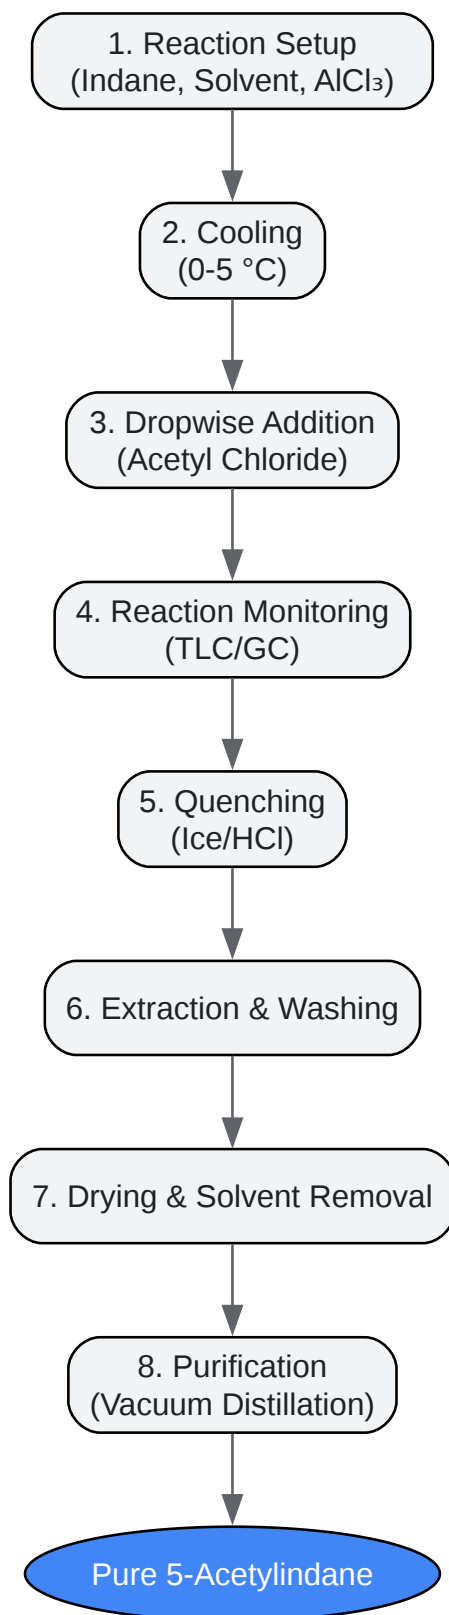 1. Reaction Setup
(Indane, Solvent, AlCl₃)
2. Cooling
(0-5 °C)
3. Dropwise Addition
(Acetyl Chloride)
4. Reaction Monitoring
(TLC/GC)
5. Quenching
(Ice/HCl)
6. Extraction & Washing
7. Drying & Solvent Removal
8. Purification
(Vacuum Distillation)
Pure 5-Acetylindane